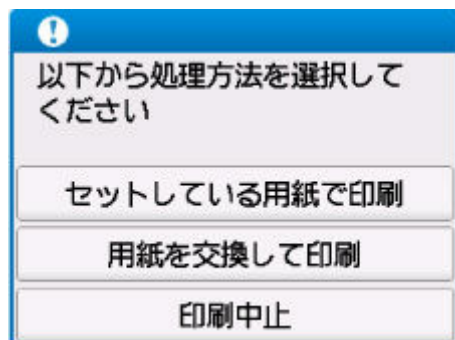 以下から処理方法を選択して
ください
セットしている用紙で印刷
用紙を交換して印刷
印刷中止